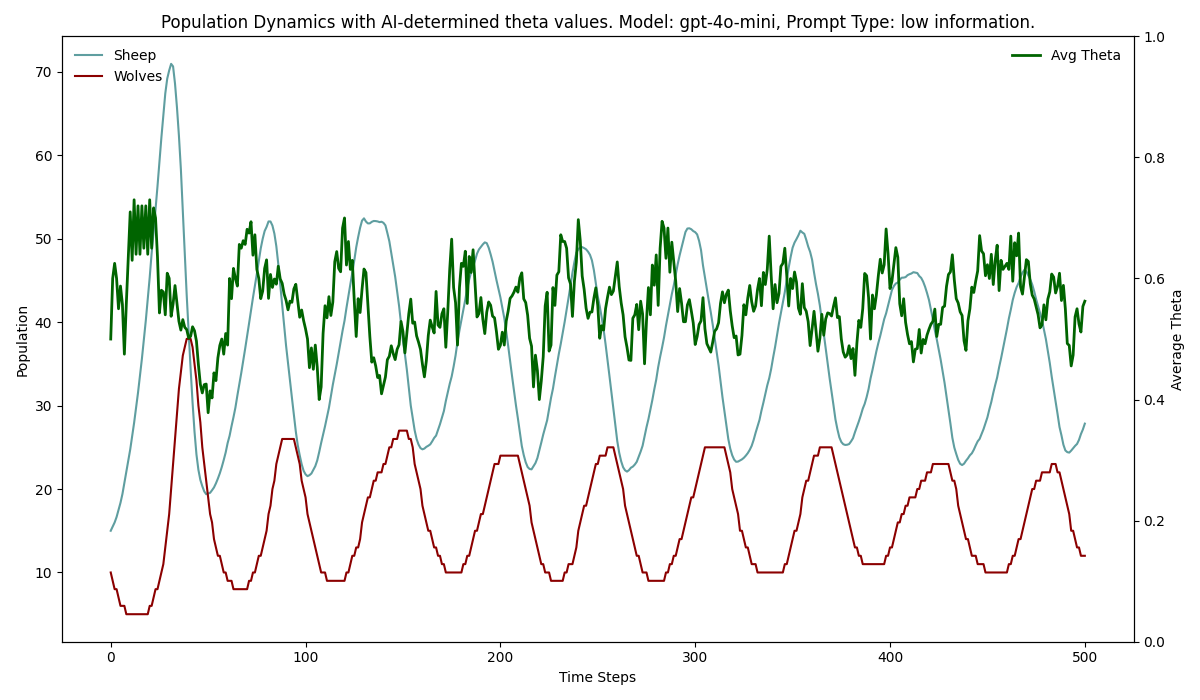 Population Dynamics with AI-determined theta values. Model: gpt-4o-mini, Prompt Type: low information.
Sheep
Wolves
Avg Theta
Population
70
60
50
40
30
20
10
1.0
0.8
0.6
0.4
0.2
0.0
Average Theta
0
100
200
300
400
500
Time Steps